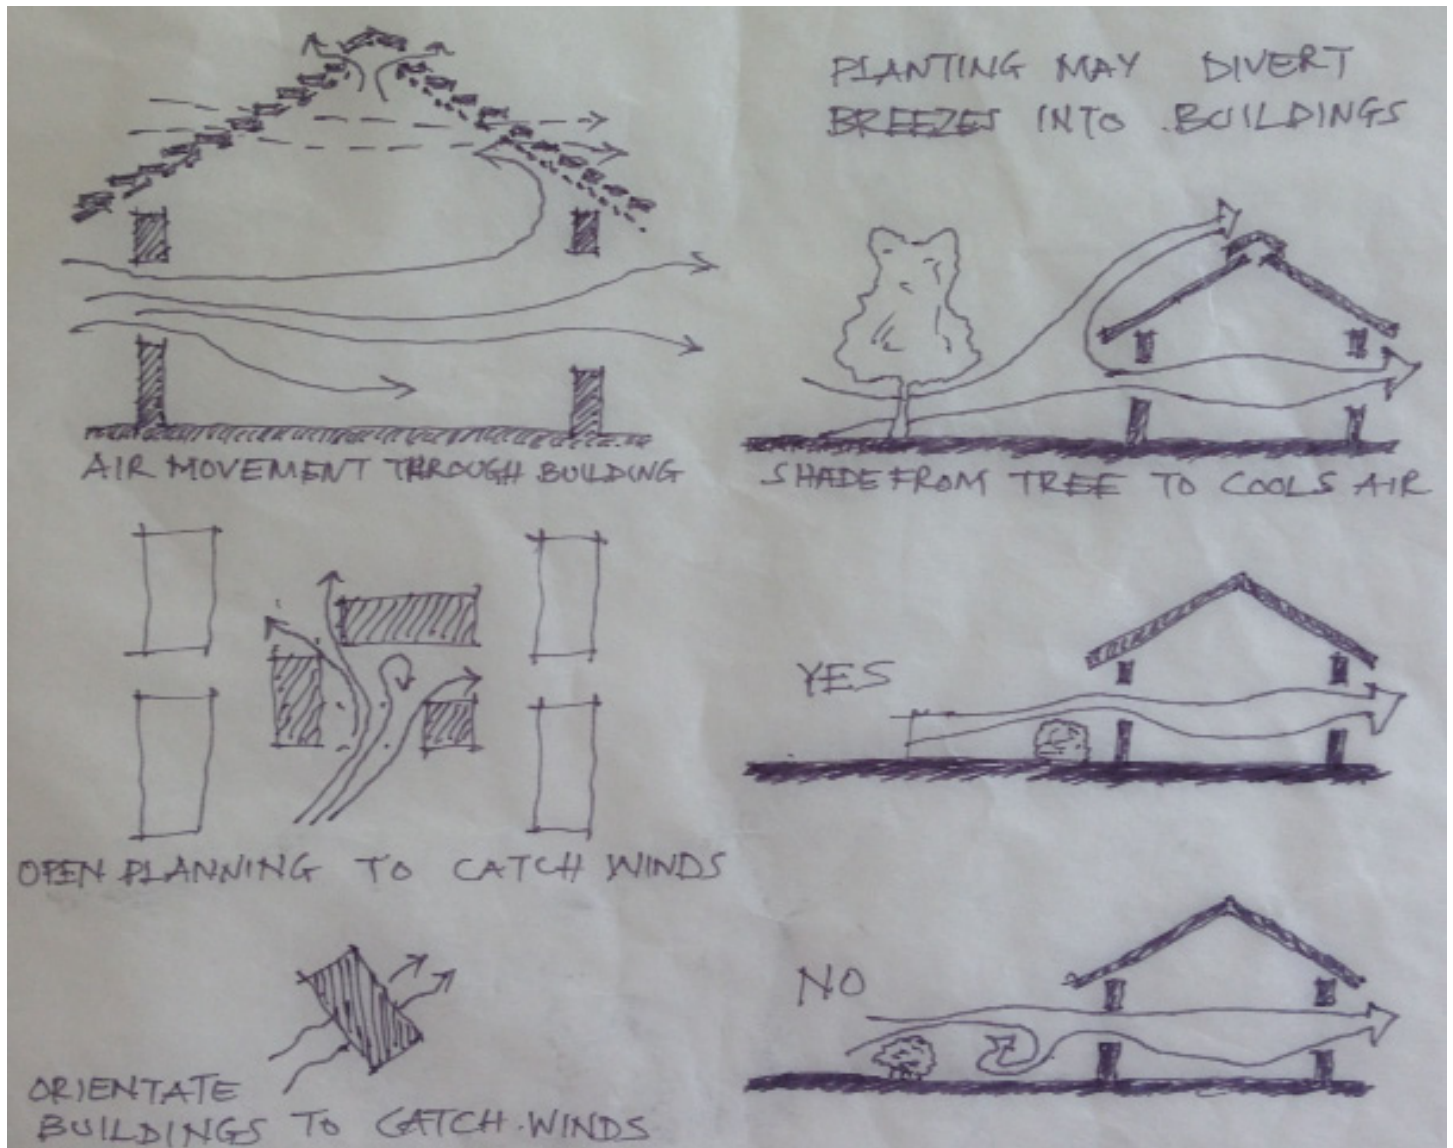 AIR MOVEMENT THROUGH BUILDING
OPEN PLANNING TO CATCH WINDS
ORIENTATE
BUILDINGS TO CATCH WINDS
PLANTING MAY DIVERT
BREEZES INTO BUILDINGS
SHADE FROM TREE TO COOLS AIR
YES
NO